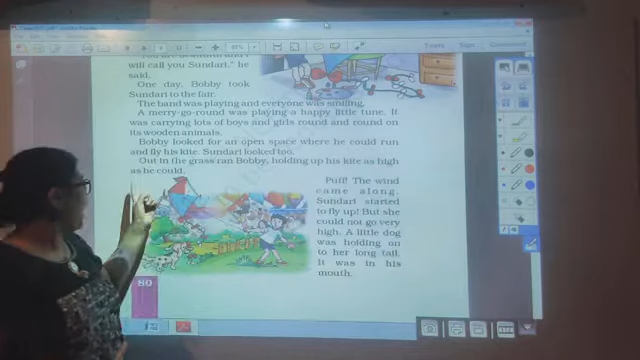 will call you Sundari," he
said.
One day, Bobby took
Sundari to the fair.
The band was playing and everyone was smiling.
A merry-go-round was playing a happy little tune. It
was carrying lots of boys and girls round and round on
its wooden animals.
Bobby looked for an open space where he could run
and fly his kite. Sundari looked too.
Out in the grass ran Bobby, holding up his kite as high
as he could.
Puff! The wind
came along.
Sundari started
to fly up! But she
could not go very
high. A little dog
was holding on
to her long tail.
It was in his
mouth.
80
Tools Sign Comment